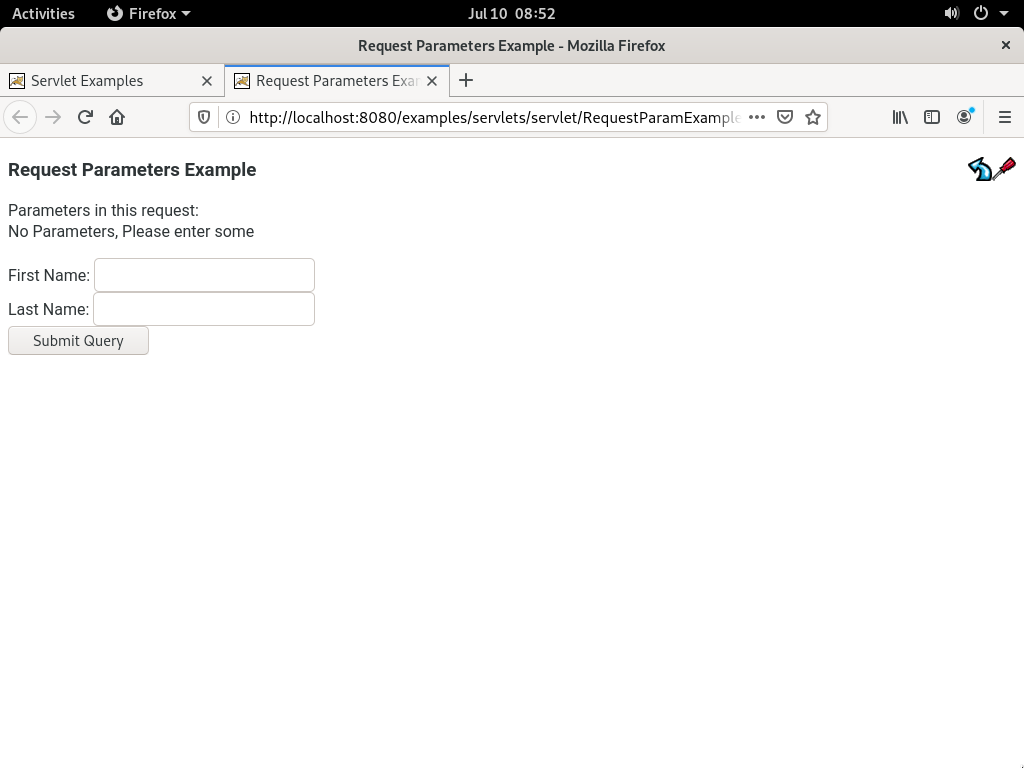 Activities Firefox Jul 10 08:52
Request Parameters Example - Mozilla Firefox
Servlet Examples Request Parameters Exa
http://localhost:8080/examples/servlets/servlet/RequestParamExample
Request Parameters Example
Parameters in this request:
No Parameters, Please enter some
First Name:
Last Name:
Submit Query